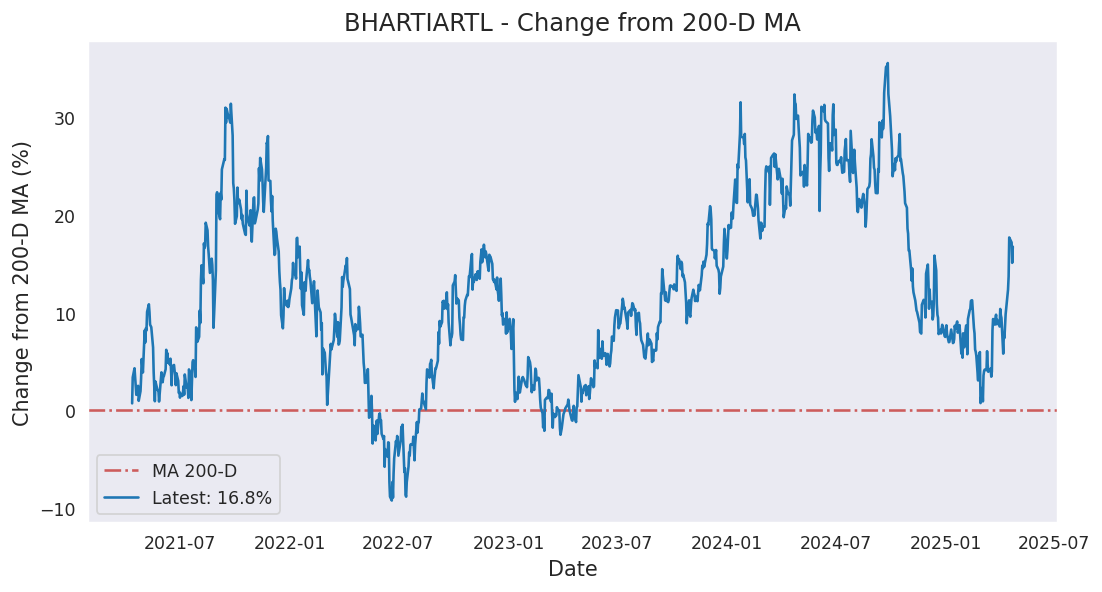 BHARTIARTL - Change from 200-D MA
Change from 200-D MA (%)
30
20
10
0
−10
MA 200-D
Latest: 16.8%
2021-07 2022-01 2022-07 2023-01 2023-07 2024-01 2024-07 2025-01 2025-07
Date